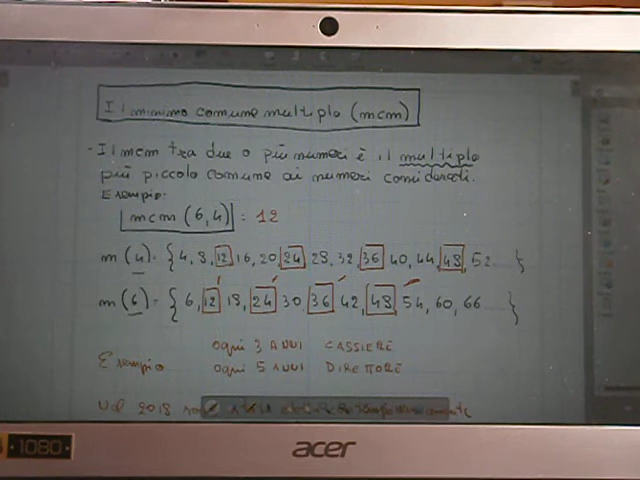 Il minimo comune multiplo (mcm)
- Il mcm tra due o più numeri è il multiplo
più piccolo comune ai numeri considerati.
Esempio:
mcm (6,4) = 12
m(4) = { 4, 8, 12 16, 20, 24 28, 32, 36 40, 44, 48, 52 ... }
m(6) = { 6, 12 18, 24 30 36 42, 48, 54, 60, 66 ... }
ogni 3 ANNI CASSIERE
Esempio
ogni 5 ANNI DIRETTORE
Nel 2018
1080
acer